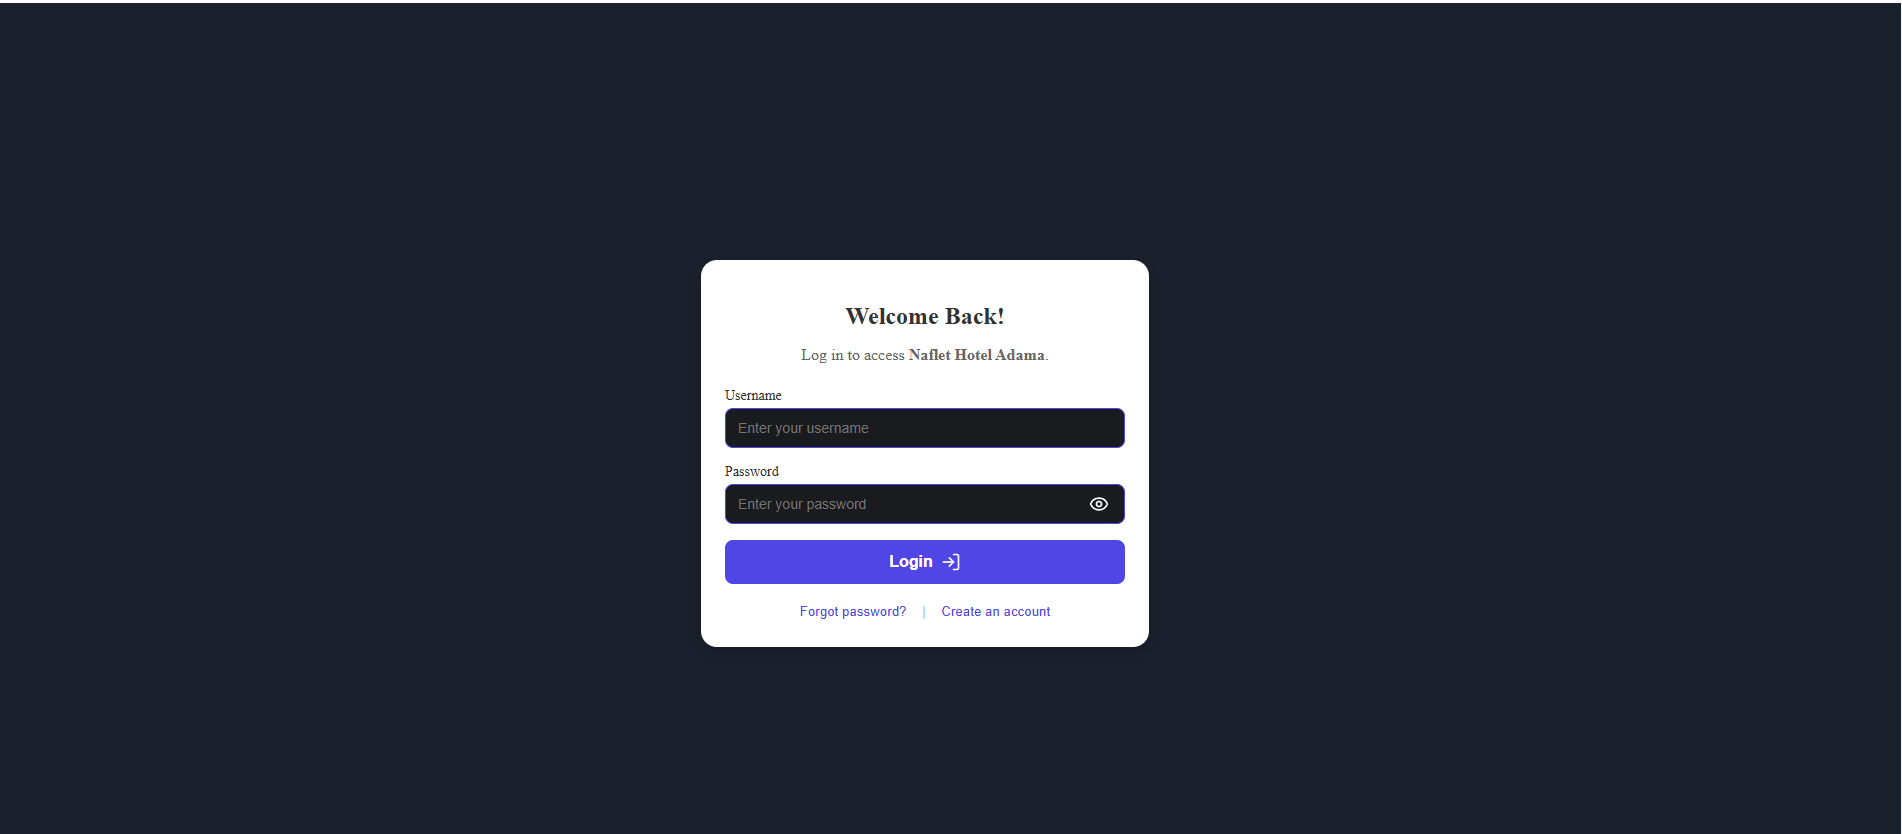 Welcome Back!
Log in to access Naflet Hotel Adama.
Username
Enter your username
Password
Enter your password
Login
Forgot password? | Create an account